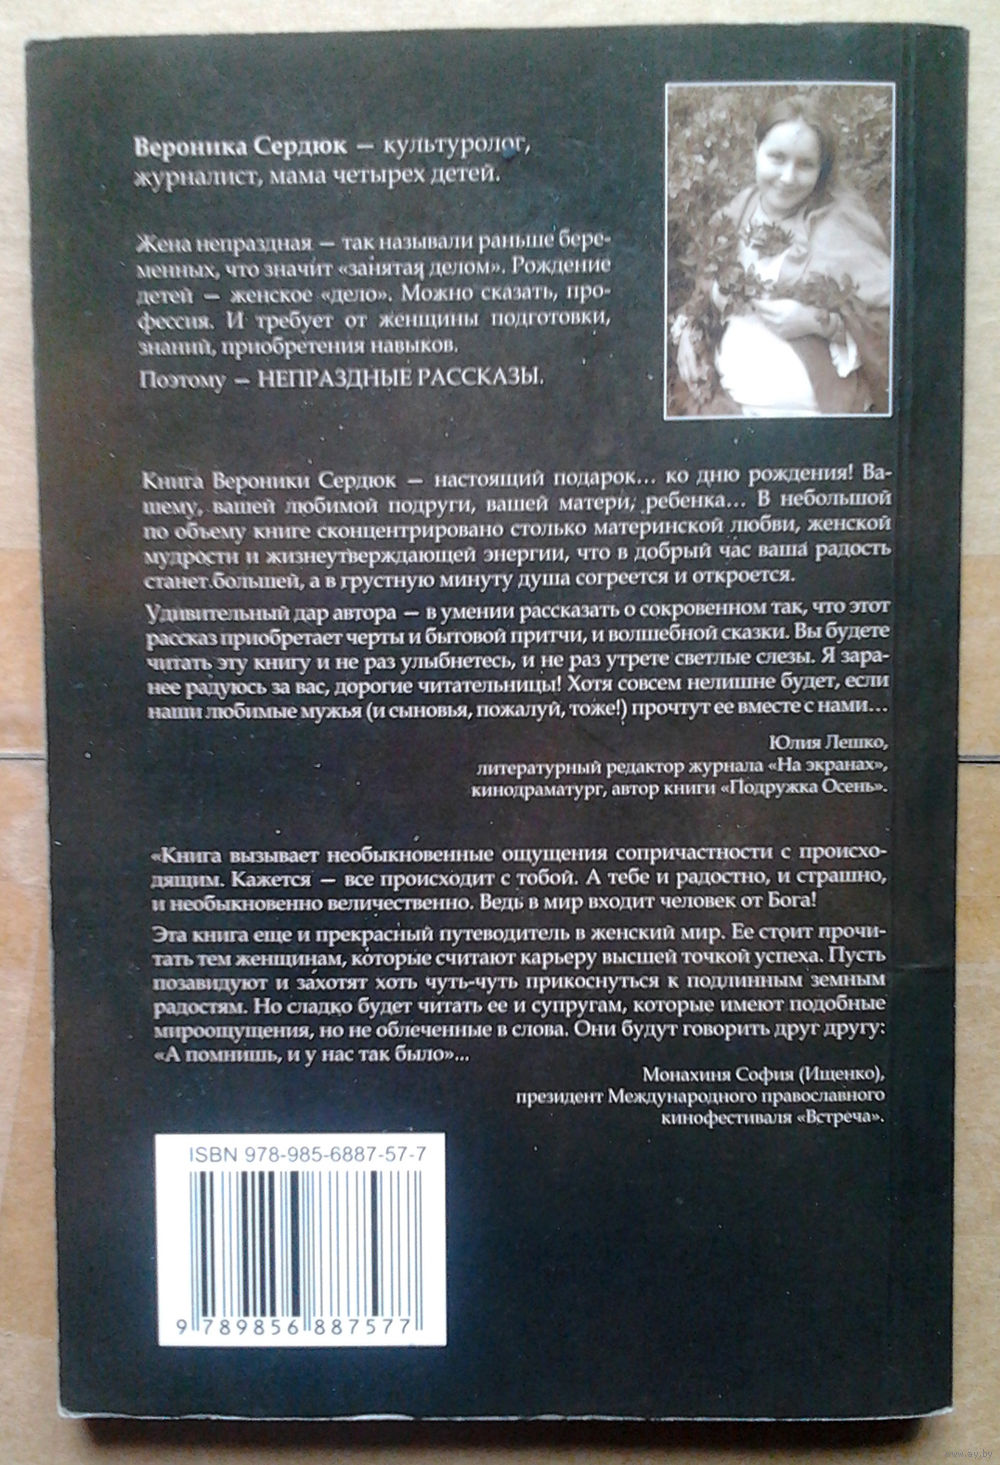 Вероника Сердюк — культуролог,
журналист, мама четырех детей.
Жена непраздная — так называли раньше бере-
менных, что значит «занятая делом». Рождение
детей — женское «дело». Можно сказать, про-
фессия. И требует от женщины подготовки,
знаний, приобретения навыков.
Поэтому — НЕПРАЗДНЫЕ РАССКАЗЫ.
Книга Вероники Сердюк — настоящий подарок... ко дню рождения! Ва-
шему, вашей любимой подруги, вашей матери, ребенка... В небольшой
по объему книге сконцентрировано столько материнской любви, женской
мудрости и жизнеутверждающей энергии, что в добрый час ваша радость
станет большей, а в грустную минуту душа согреется и откроется.
Удивительный дар автора — в умении рассказать о сокровенном так, что этот
рассказ приобретает черты и бытовой притчи, и волшебной сказки. Вы будете
читать эту книгу и не раз улыбнетесь, и не раз утрете светлые слезы. Я зара-
нее радуюсь за вас, дорогие читательницы! Хотя совсем нелишне будет, если
наши любимые мужья (и сыновья, пожалуй, тоже!) прочтут ее вместе с нами...
Юлия Лешко,
литературный редактор журнала «На экранах»,
кинодраматург, автор книги «Подружка Осень».
«Книга вызывает необыкновенные ощущения сопричастности с происхо-
дящим. Кажется — все происходит с тобой. А тебе и радостно, и страшно,
и необыкновенно величественно. Ведь в мир входит человек от Бога!
Эта книга еще и прекрасный путеводитель в женский мир. Ее стоит прочи-
тать тем женщинам, которые считают карьеру высшей точкой успеха. Пусть
позавидуют и захотят хоть чуть-чуть прикоснуться к подлинным земным
радостям. Но сладко будет читать ее и супругам, которые имеют подобные
мироощущения, но не облеченные в слова. Они будут говорить друг другу:
«А помнишь, и у нас так было»...
Монахиня София (Ищенко),
президент Международного православного
кинофестиваля «Встреча».
ISBN 978-985-6887-57-7
9 789856 887577
www.ay.by